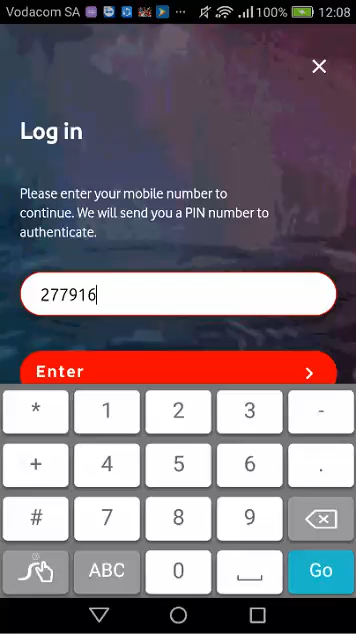 Vodacom SA ... 100% 12:08
Log in
Please enter your mobile number to
continue. We will send you a PIN number to
authenticate.
277916
Enter
* 1 2 3 -
+ 4 5 6 .
# 7 8 9
ABC 0 Go